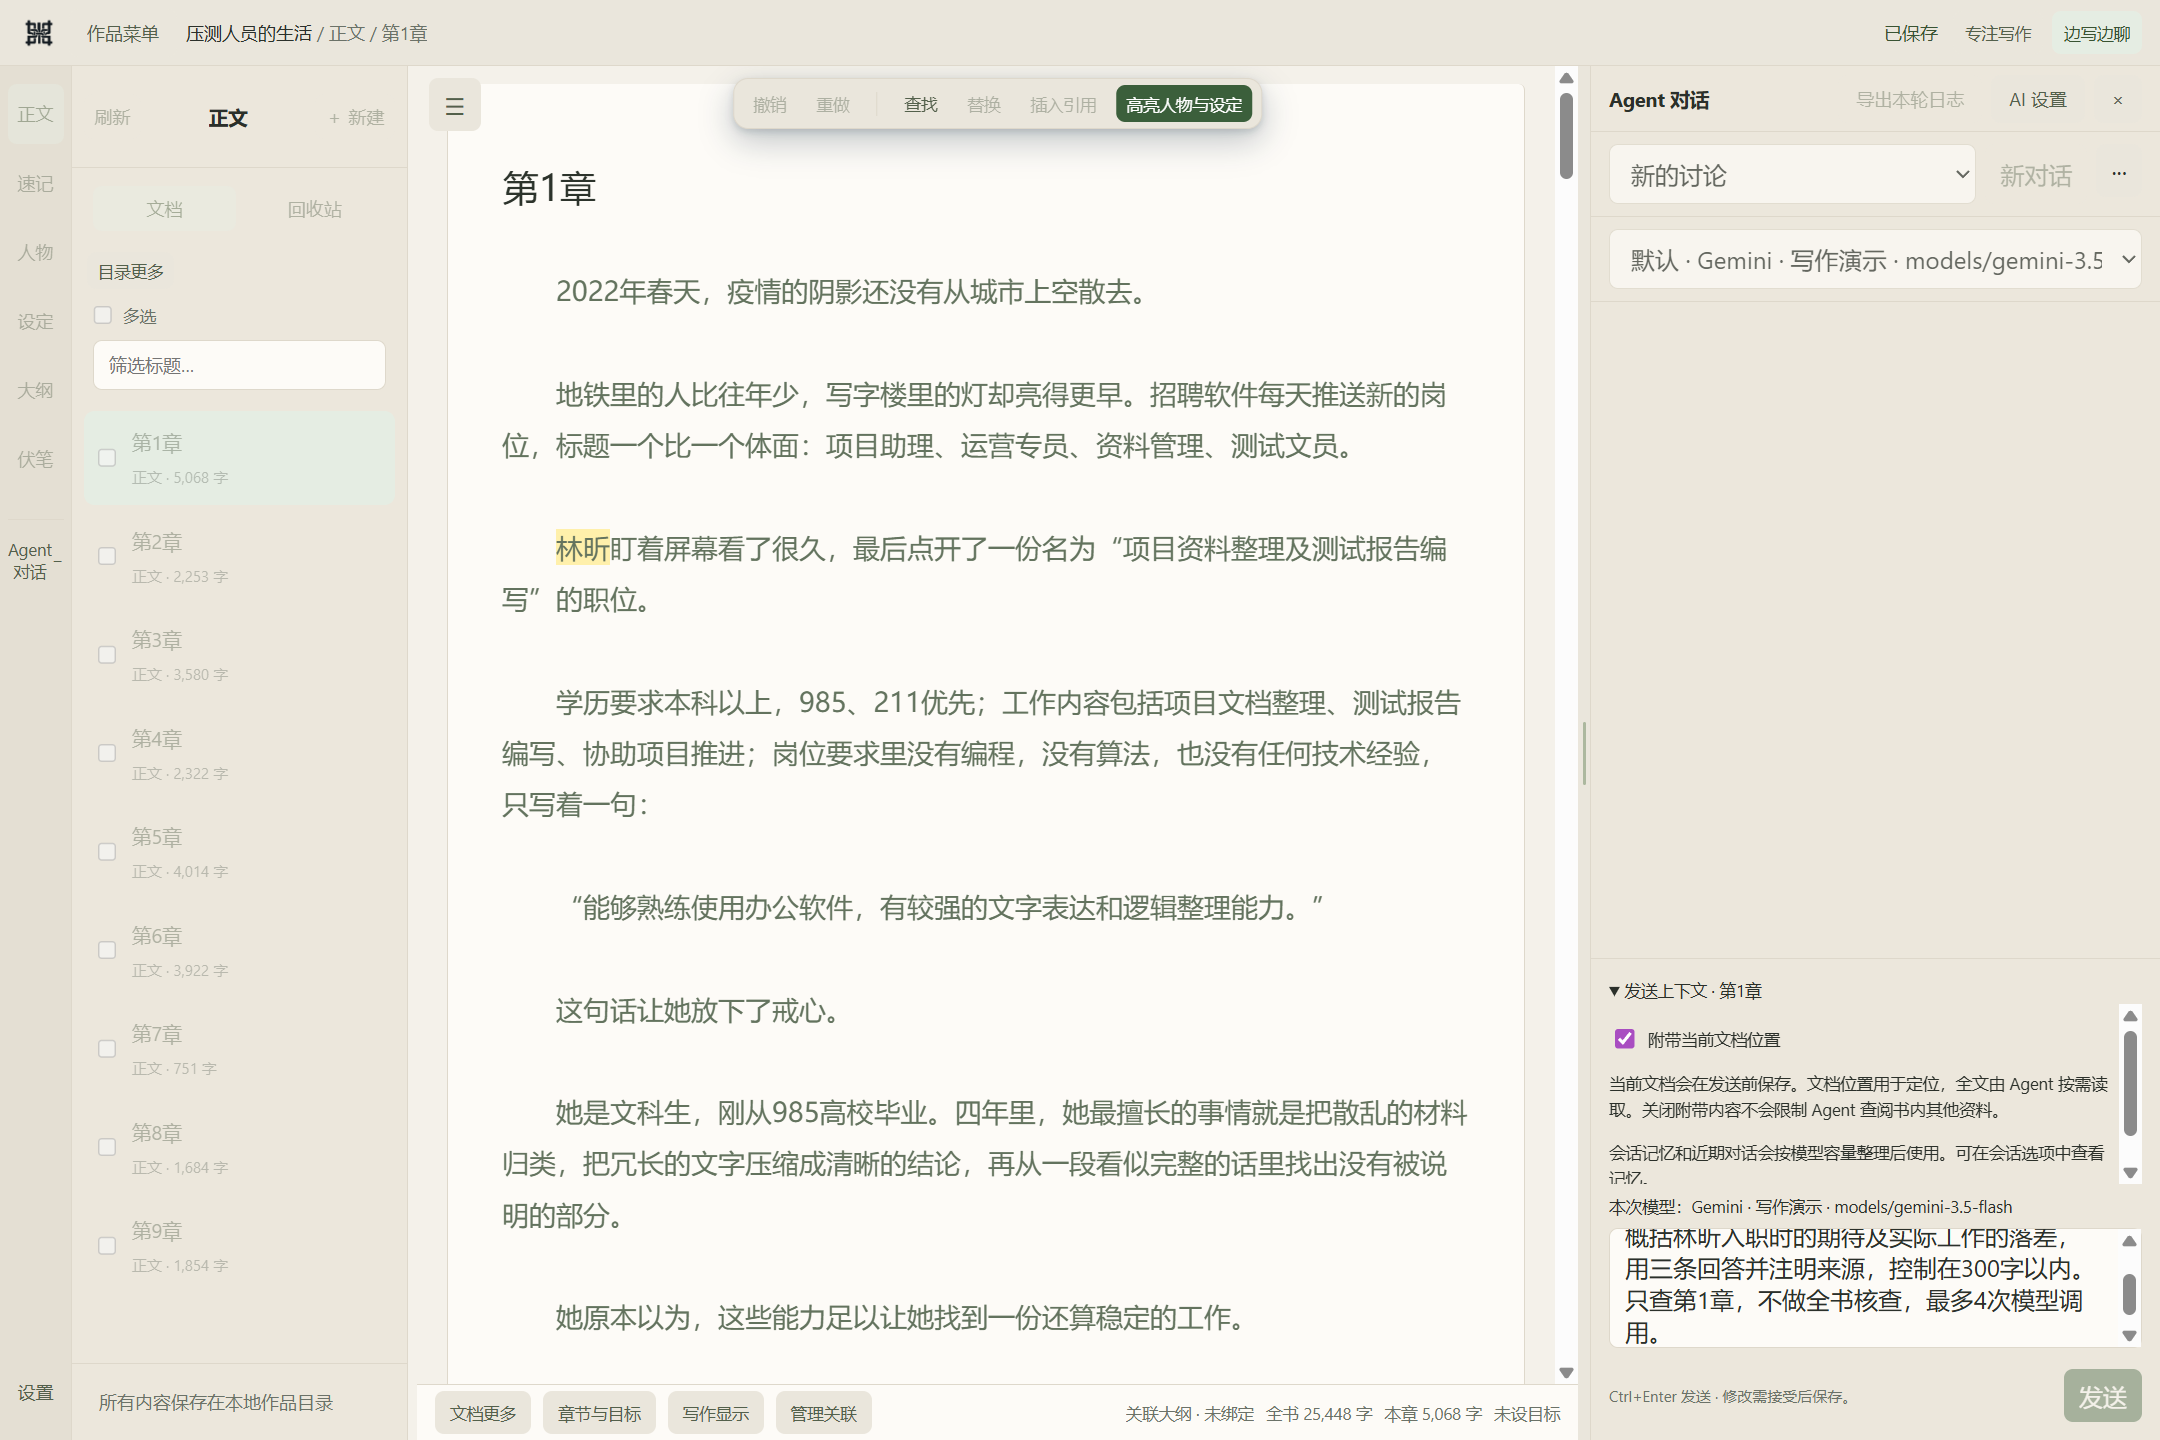 作品菜单 压测人员的生活 / 正文 / 第1章
已保存 专注写作 边写边聊
正文
速记
人物
设定
大纲
伏笔
Agent 对话
设置
刷新 正文 + 新建
文档 回收站
目录更多
多选
筛选标题...
第1章
正文 · 5,068 字
第2章
正文 · 2,253 字
第3章
正文 · 3,580 字
第4章
正文 · 2,322 字
第5章
正文 · 4,014 字
第6章
正文 · 3,922 字
第7章
正文 · 751 字
第8章
正文 · 1,684 字
第9章
正文 · 1,854 字
所有内容保存在本地作品目录
撤销 重做 查找 替换 插入引用 高亮人物与设定
第1章
2022年春天，疫情的阴影还没有从城市上空散去。
地铁里的人比往年少，写字楼里的灯却亮得更早。招聘软件每天推送新的岗
位，标题一个比一个体面：项目助理、运营专员、资料管理、测试文员。
林昕盯着屏幕看了很久，最后点开了一份名为“项目资料整理及测试报告编
写”的职位。
学历要求本科以上，985、211优先；工作内容包括项目文档整理、测试报告
编写、协助项目推进；岗位要求里没有编程，没有算法，也没有任何技术经验，
只写着一句：
“能够熟练使用办公软件，有较强的文字表达和逻辑整理能力。”
这句话让她放下了戒心。
她是文科生，刚从985高校毕业。四年里，她最擅长的事情就是把散乱的材料
归类，把冗长的文字压缩成清晰的结论，再从一段看似完整的话里找出没有被说
明的部分。
她原本以为，这些能力足以让她找到一份还算稳定的工作。
文档更多 章节与目标 写作显示 管理关联
关联大纲 · 未绑定 全书 25,448 字 本章 5,068 字 未设目标
Agent 对话 导出本轮日志 AI 设置 ×
新的讨论 新对话 ···
默认 · Gemini · 写作演示 · models/gemini-3.5
▼ 发送上下文 · 第1章
附带当前文档位置
当前文档会在发送前保存。文档位置用于定位，全文由 Agent 按需读
取。关闭附带内容不会限制 Agent 查阅书内其他资料。
会话记忆和近期对话会按模型容量整理后使用。可在会话选项中查看
记忆。
本次模型：Gemini · 写作演示 · models/gemini-3.5-flash
概括林昕入职时的期待及实际工作的落差，
用三条回答并注明来源，控制在300字以内。
只查第1章，不做全书核查，最多4次模型调
用。
Ctrl+Enter 发送 · 修改需接受后保存。
发送